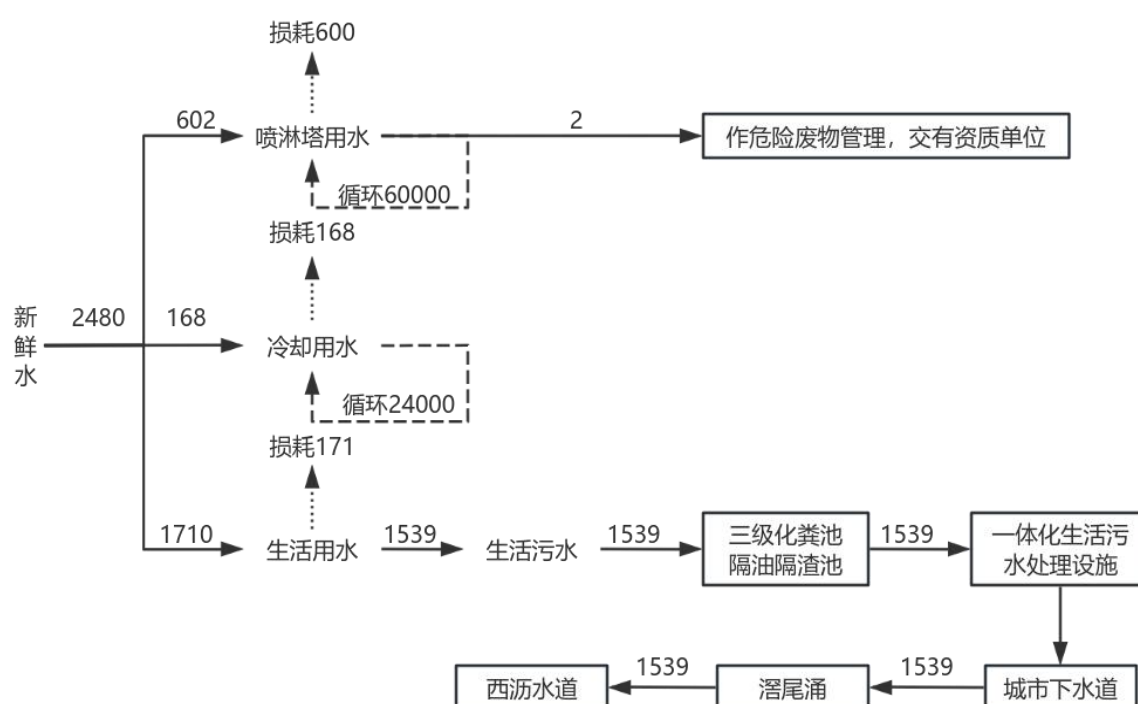 损耗600
602
喷淋塔用水
2
作危险废物管理，交有资质单位
循环60000
损耗168
新
鲜
水
2480
168
冷却用水
循环24000
损耗171
1710
生活用水
1539
生活污水
1539
三级化粪池
隔油隔渣池
1539
一体化生活污
水处理设施
西沥水道
1539
滘尾涌
1539
城市下水道